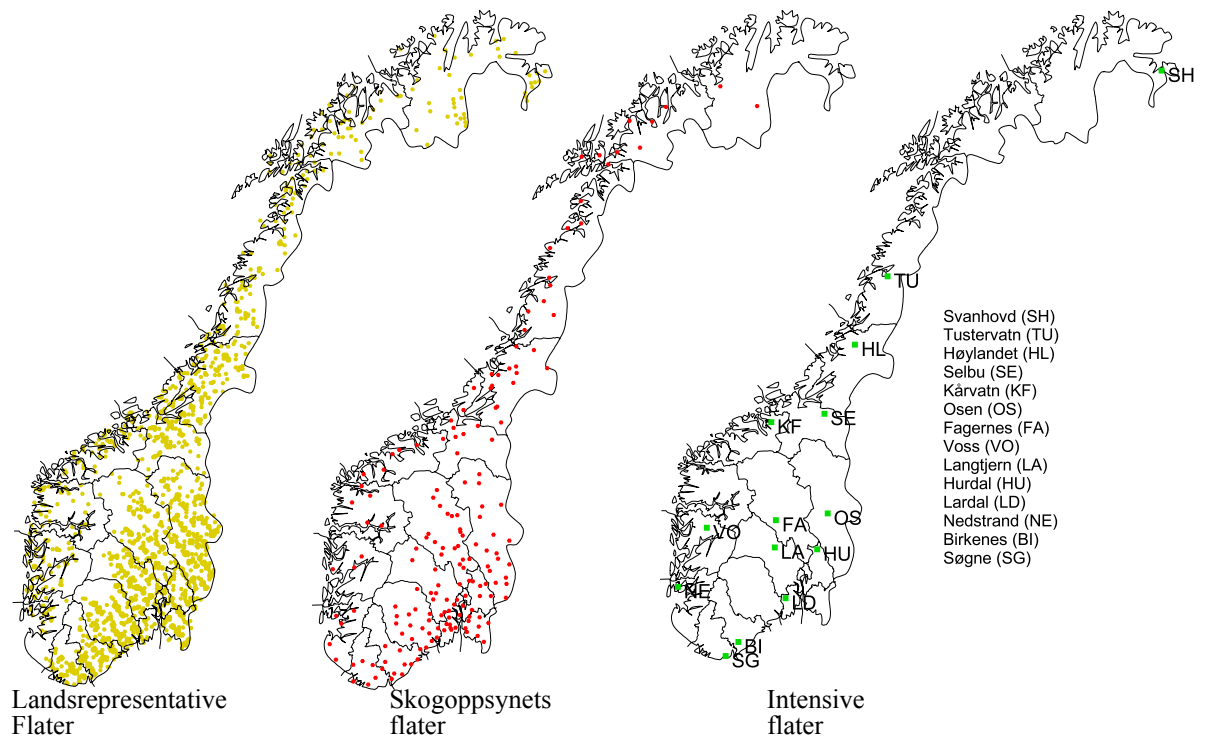 SH
TU
HL
SE
KF
OS
FA
VO
LA
HU
NE
LD
BI
SG
Svanhovd (SH)
Tustervatn (TU)
Høylandet (HL)
Selbu (SE)
Kårvatn (KF)
Osen (OS)
Fagernes (FA)
Voss (VO)
Langtjern (LA)
Hurdal (HU)
Lardal (LD)
Nedstrand (NE)
Birkenes (BI)
Søgne (SG)
Landsrepresentative
Flater
Skogoppsynets
flater
Intensive
flater